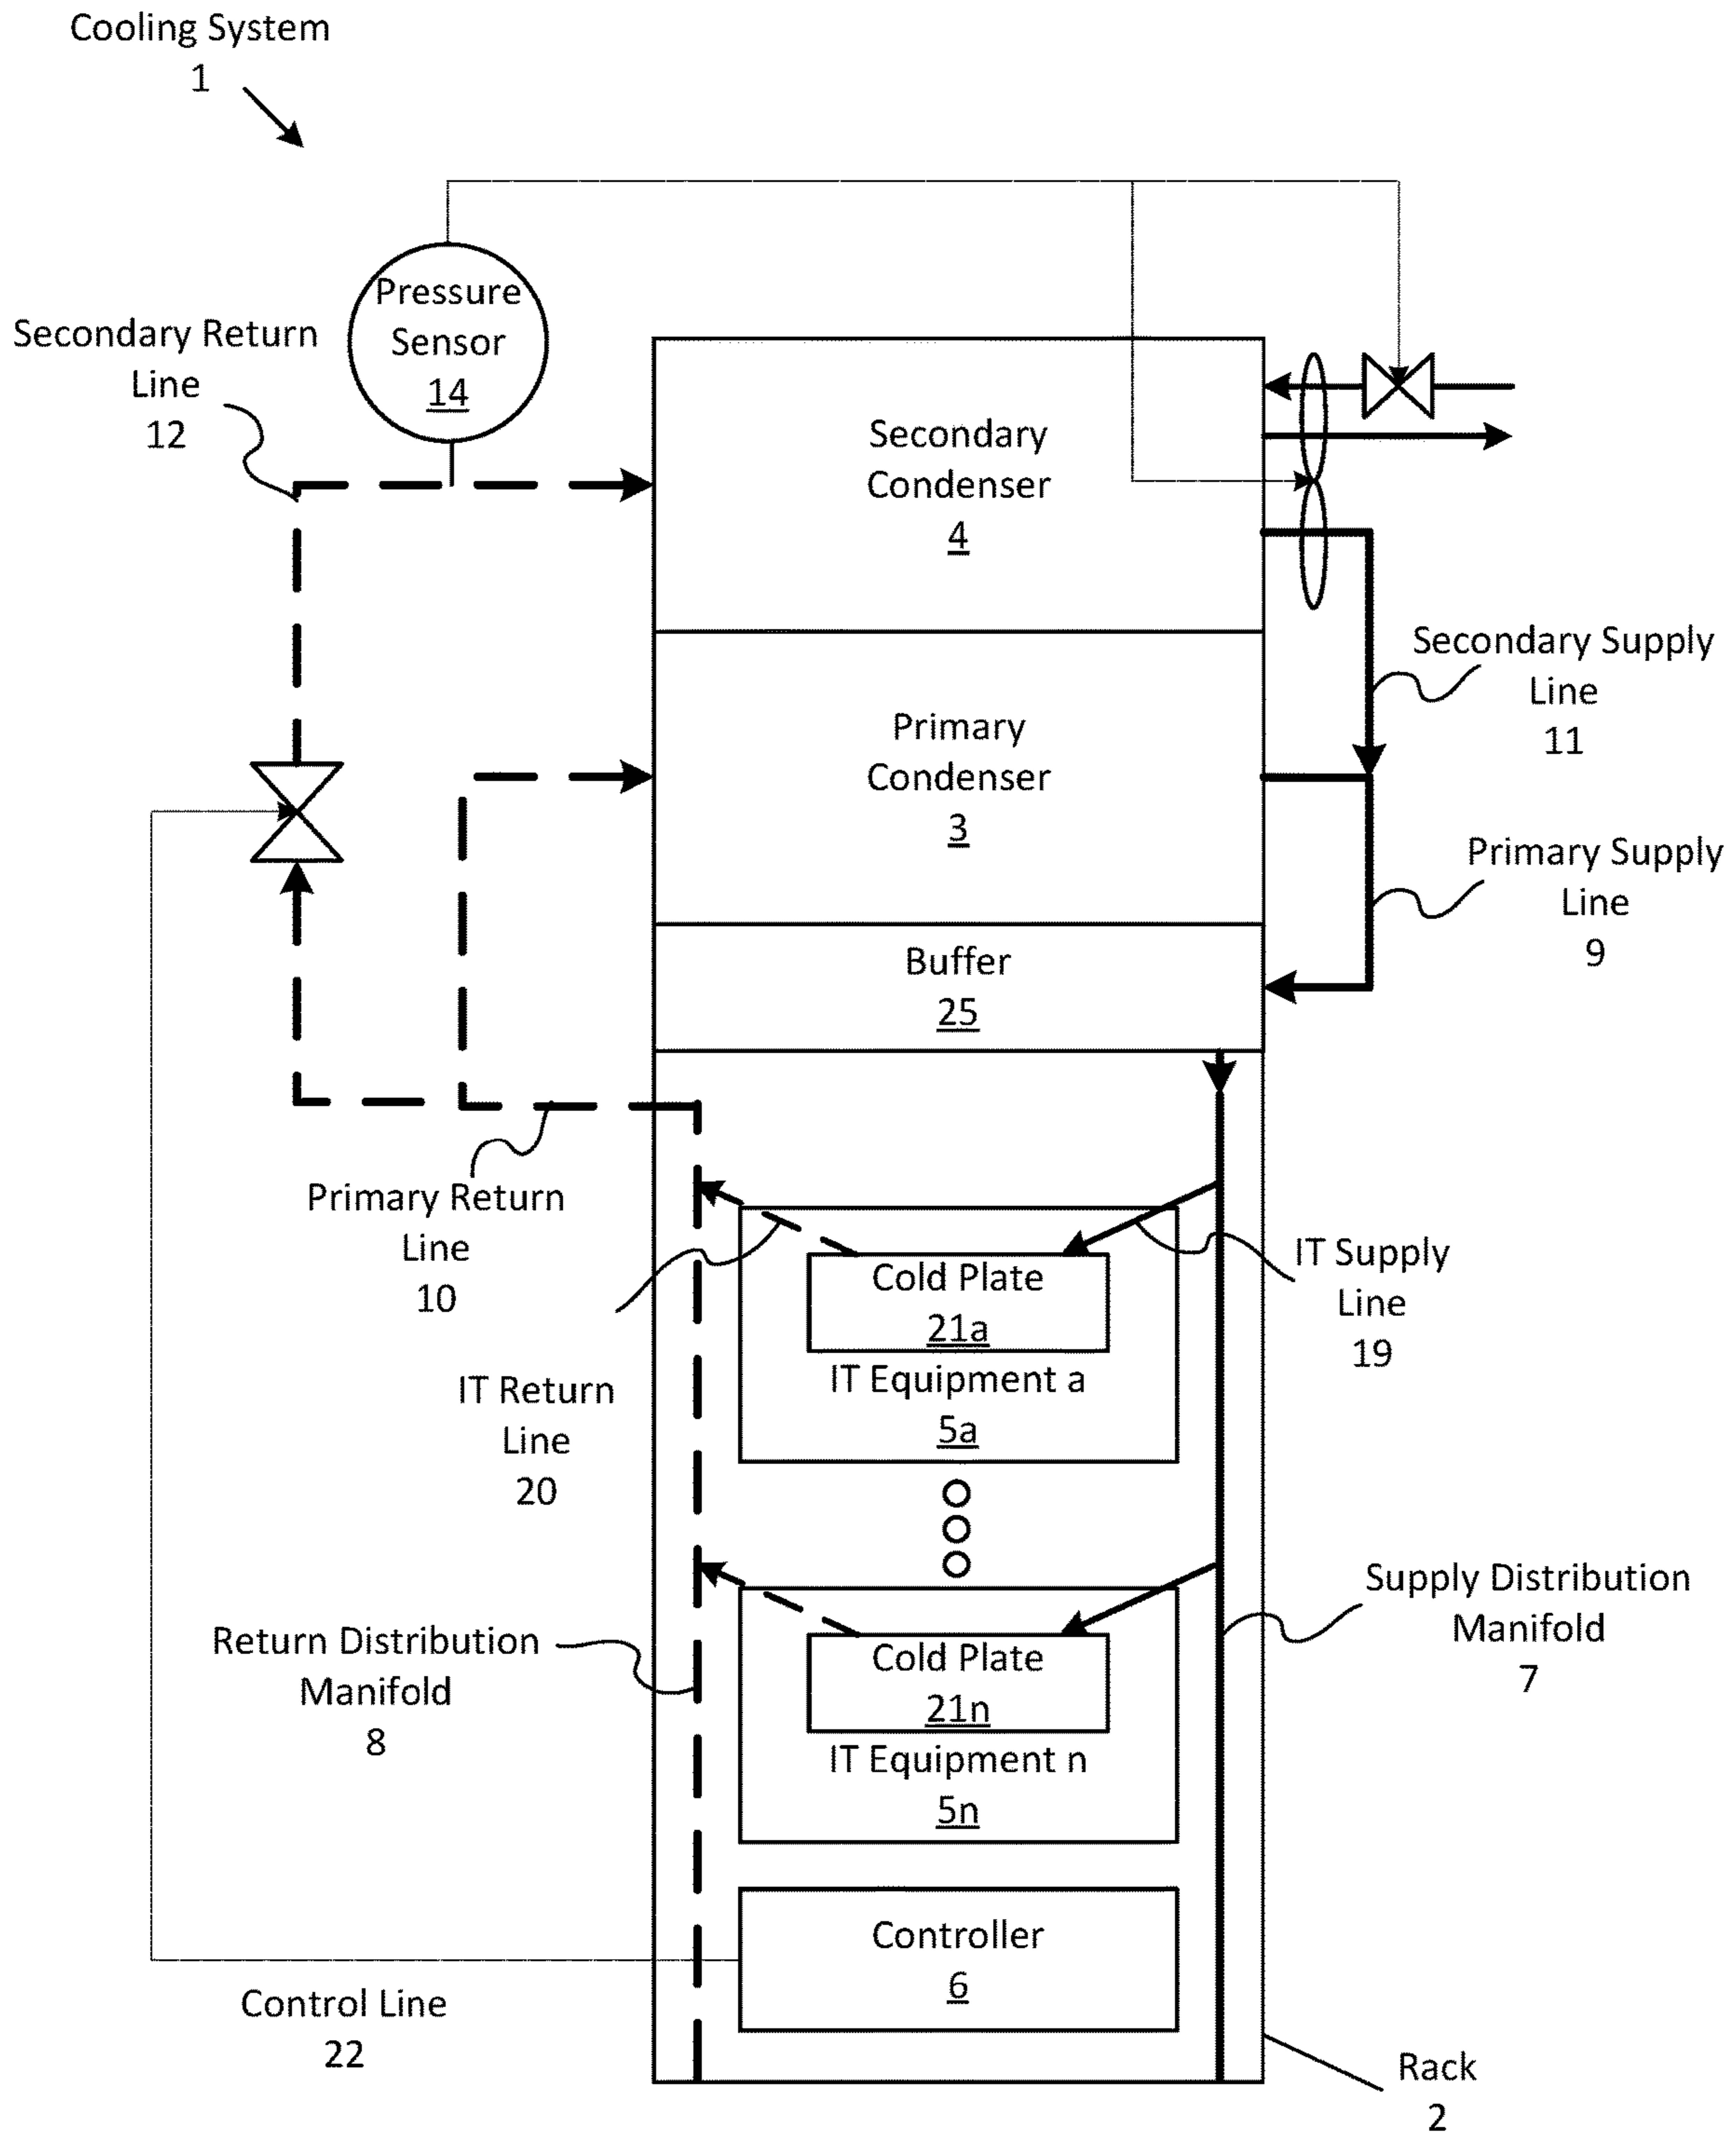 Cooling System
1
Pressure
Sensor
14
Secondary Return
Line
12
Secondary
Condenser
4
Secondary Supply
Line
11
Primary
Condenser
3
Primary Supply
Line
9
Buffer
25
Primary Return
Line
10
Cold Plate
21a
IT Equipment a
5a
IT Supply
Line
19
IT Return
Line
20
Supply Distribution
Manifold
7
Return Distribution
Manifold
8
Cold Plate
21n
IT Equipment n
5n
Controller
6
Control Line
22
Rack
2